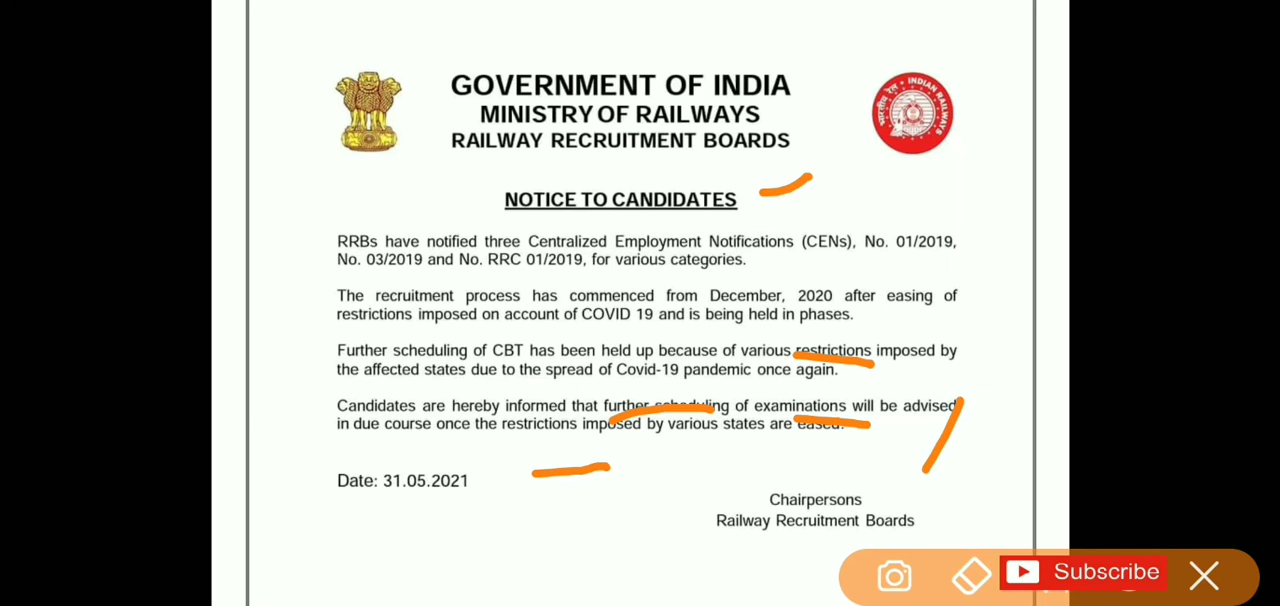 GOVERNMENT OF INDIA
MINISTRY OF RAILWAYS
RAILWAY RECRUITMENT BOARDS
भारतीय रेल • INDIAN RAILWAYS
NOTICE TO CANDIDATES
RRBs have notified three Centralized Employment Notifications (CENs), No. 01/2019,
No. 03/2019 and No. RRC 01/2019, for various categories.
The recruitment process has commenced from December, 2020 after easing of
restrictions imposed on account of COVID 19 and is being held in phases.
Further scheduling of CBT has been held up because of various restrictions imposed by
the affected states due to the spread of Covid-19 pandemic once again.
Candidates are hereby informed that further scheduling of examinations will be advised
in due course once the restrictions imposed by various states are eased.
Date: 31.05.2021
Chairpersons
Railway Recruitment Boards
Subscribe